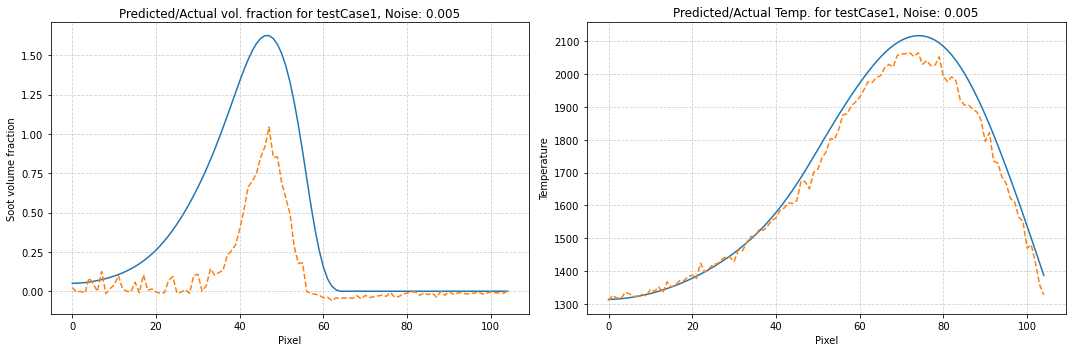 Predicted/Actual vol. fraction for testCase1, Noise: 0.005
Soot volume fraction
1.50
1.25
1.00
0.75
0.50
0.25
0.00
0 20 40 60 80 100
Pixel
Predicted/Actual Temp. for testCase1, Noise: 0.005
Temperature
2100
2000
1900
1800
1700
1600
1500
1400
1300
0 20 40 60 80 100
Pixel